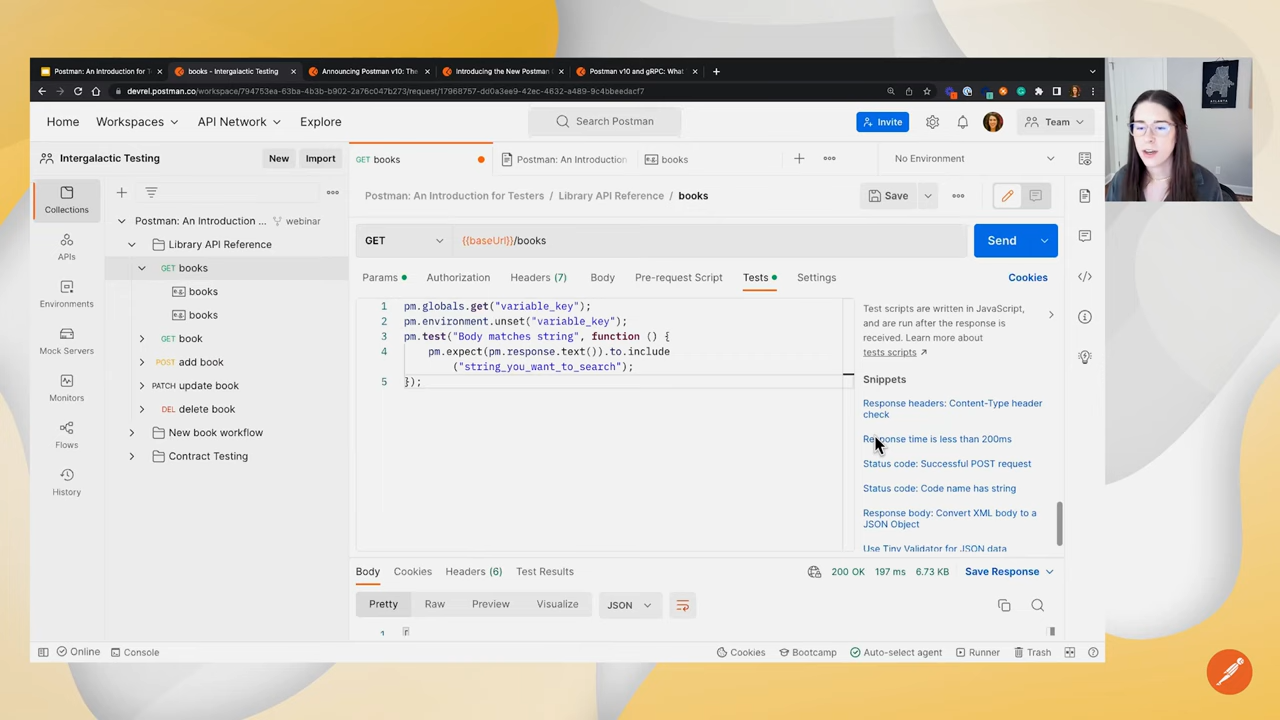 Postman: An Introduction for T
books - Intergalactic Testing
Announcing Postman v10: The
Introducing the New Postman
Postman v10 and gRPC: What
devrel.postman.co/workspace/794753ea-63ba-4b3b-b902-2a76c047b273/request/17968757-dd0a3ee9-42ec-4632-a489-9c4bbeedacf7
Home
Workspaces
API Network
Explore
Search Postman
Invite
Team
ATLANTA
Intergalactic Testing
New
Import
GET books
Postman: An Introduction
books
No Environment
Collections
APIs
Environments
Mock Servers
Monitors
Flows
History
Postman: An Introduction ...
webinar
Library API Reference
GET books
books
books
GET book
POST add book
PATCH update book
DEL delete book
New book workflow
Contract Testing
Postman: An Introduction for Testers / Library API Reference / books
Save
GET
{{baseUrl}}/books
Send
Params
Authorization
Headers (7)
Body
Pre-request Script
Tests
Settings
Cookies
1 pm.globals.get("variable_key");
2 pm.environment.unset("variable_key");
3 pm.test("Body matches string", function () {
4 pm.expect(pm.response.text()).to.include
("string_you_want_to_search");
5 });
Test scripts are written in JavaScript,
and are run after the response is
received. Learn more about
tests scripts
Snippets
Response headers: Content-Type header
check
Response time is less than 200ms
Status code: Successful POST request
Status code: Code name has string
Response body: Convert XML body to a
JSON Object
Use Tiny Validator for JSON data
Body
Cookies
Headers (6)
Test Results
200 OK
197 ms
6.73 KB
Save Response
Pretty
Raw
Preview
Visualize
JSON
1 [
Online
Console
Cookies
Bootcamp
Auto-select agent
Runner
Trash